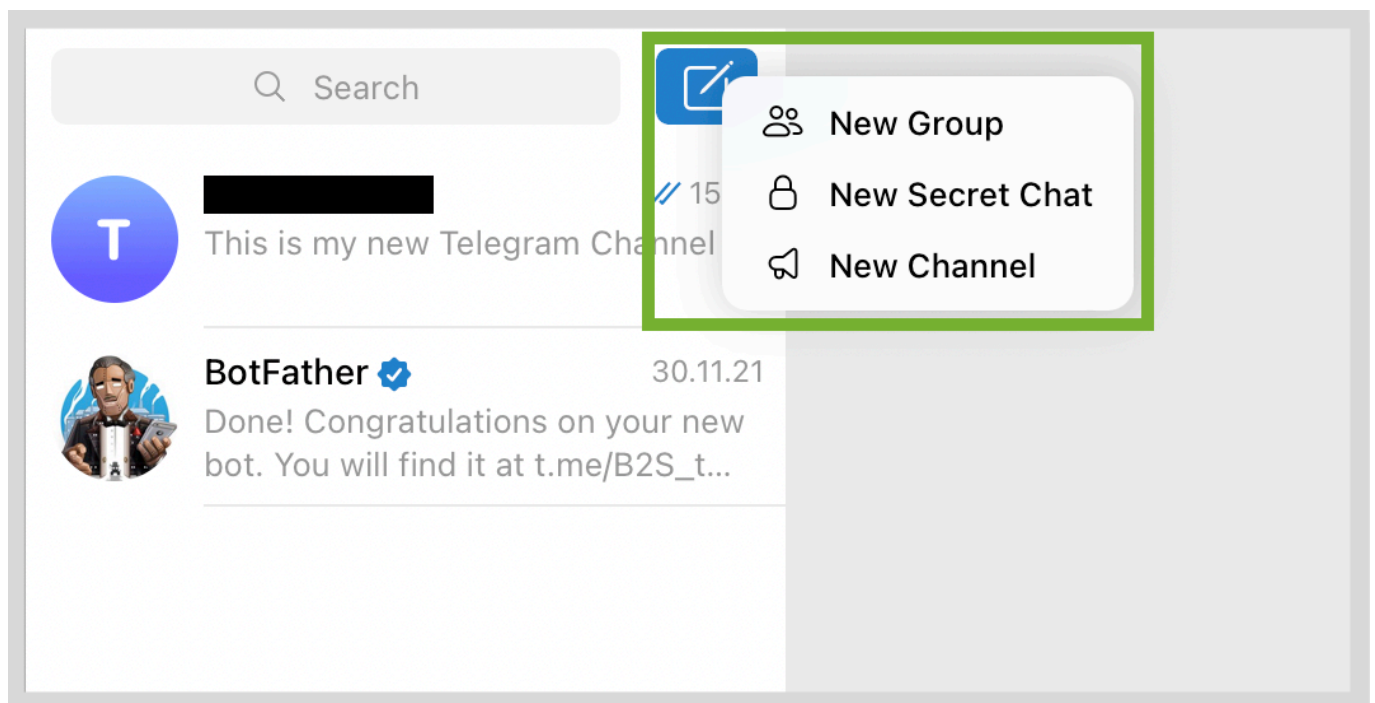 Search
New Group
New Secret Chat
New Channel
T
15
This is my new Telegram Channel
BotFather
30.11.21
Done! Congratulations on your new
bot. You will find it at t.me/B2S_t...